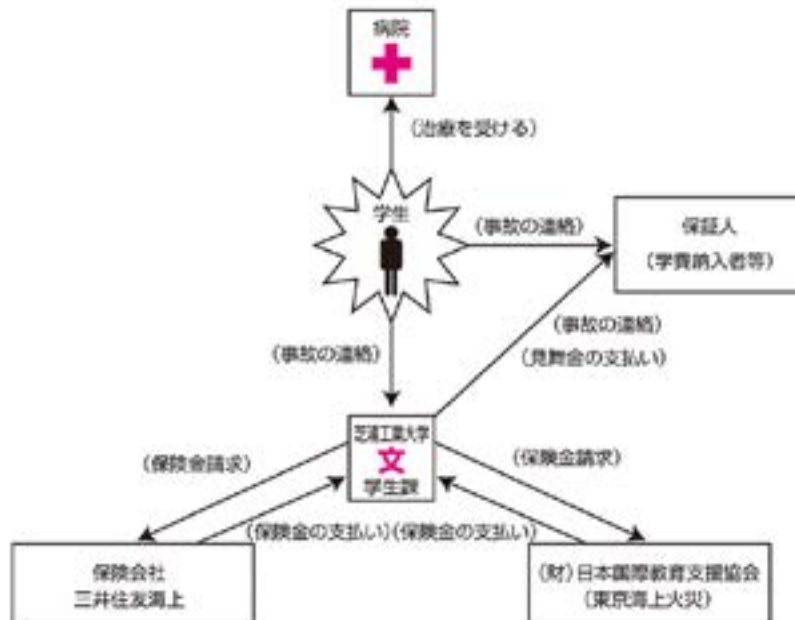 病院
(治療を受ける)
学生
(事故の連絡)
保証人
(学費納入者等)
(事故の連絡)
(見舞金の支払い)
(事故の連絡)
芝浦工業大学
文
学生課
(保険金請求)
(保険金請求)
(保険金の支払い)(保険金の支払い)
保険会社
三井住友海上
(財)日本国際教育支援協会
(東京海上火災)